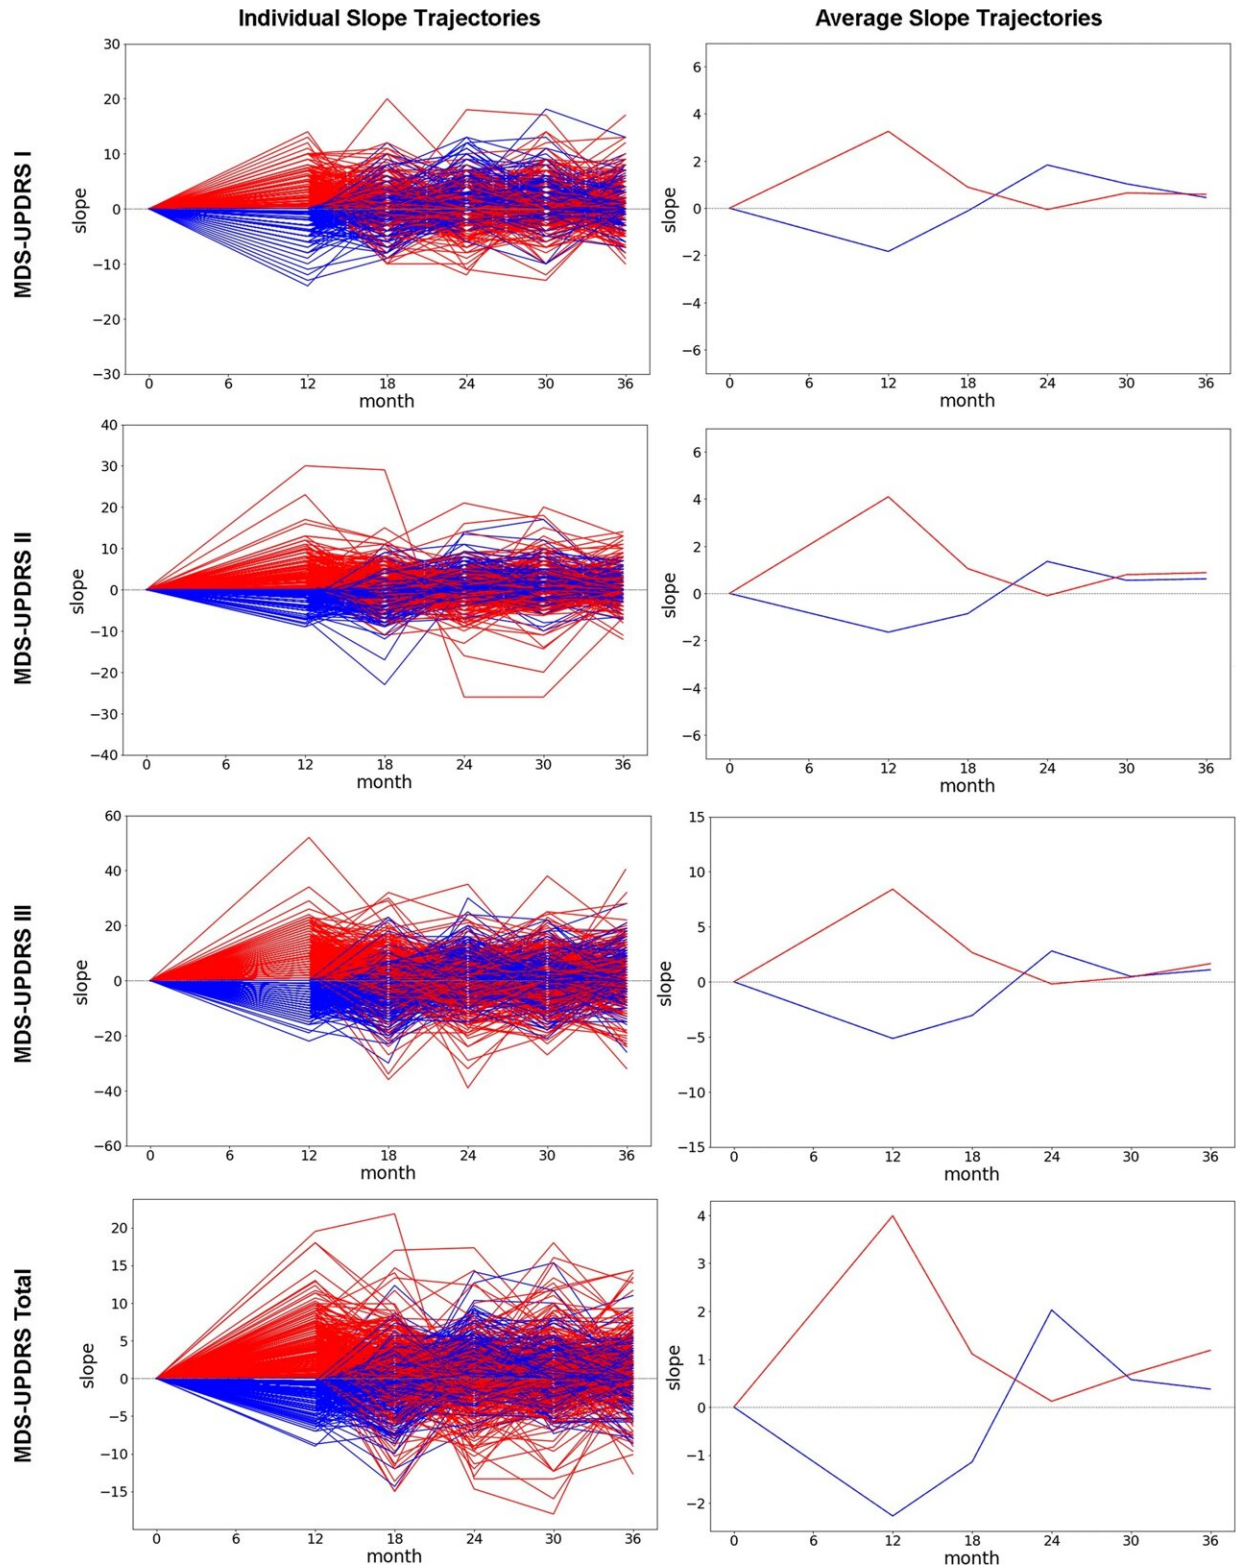 Individual Slope Trajectories
Average Slope Trajectories
MDS-UPDRS I
slope
30
20
10
0
−10
−20
−30
0 6 12 18 24 30 36
month
slope
6
4
2
0
−2
−4
−6
0 6 12 18 24 30 36
month
MDS-UPDRS II
slope
40
30
20
10
0
−10
−20
−30
−40
0 6 12 18 24 30 36
month
slope
6
4
2
0
−2
−4
−6
0 6 12 18 24 30 36
month
MDS-UPDRS III
slope
60
40
20
0
−20
−40
−60
0 6 12 18 24 30 36
month
slope
15
10
5
0
−5
−10
−15
0 6 12 18 24 30 36
month
MDS-UPDRS Total
slope
20
15
10
5
0
−5
−10
−15
0 6 12 18 24 30 36
month
slope
4
3
2
1
0
−1
−2
0 6 12 18 24 30 36
month